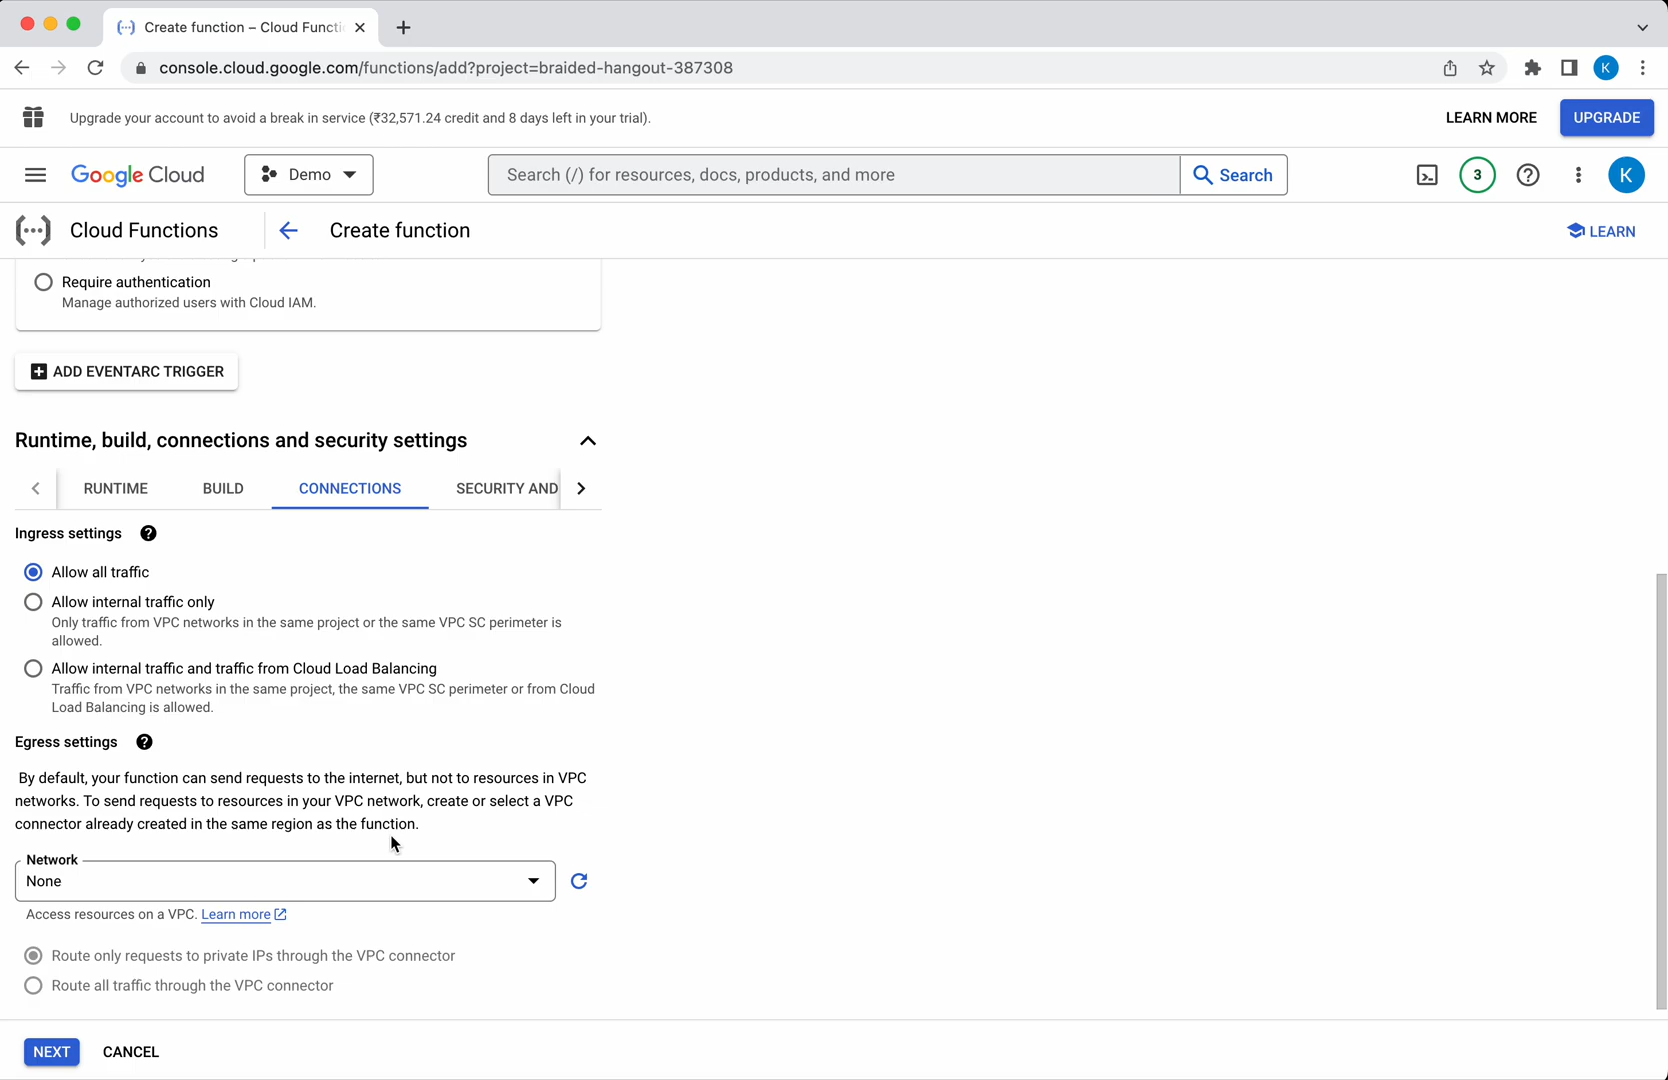 Create function – Cloud Functi
console.cloud.google.com/functions/add?project=braided-hangout-387308
K
Upgrade your account to avoid a break in service (₹32,571.24 credit and 8 days left in your trial).
LEARN MORE
UPGRADE
Google Cloud
Demo
Search (/) for resources, docs, products, and more
Search
3
K
Cloud Functions
Create function
LEARN
Require authentication
Manage authorized users with Cloud IAM.
ADD EVENTARC TRIGGER
Runtime, build, connections and security settings
RUNTIME
BUILD
CONNECTIONS
SECURITY AND
Ingress settings
Allow all traffic
Allow internal traffic only
Only traffic from VPC networks in the same project or the same VPC SC perimeter is
allowed.
Allow internal traffic and traffic from Cloud Load Balancing
Traffic from VPC networks in the same project, the same VPC SC perimeter or from Cloud
Load Balancing is allowed.
Egress settings
By default, your function can send requests to the internet, but not to resources in VPC
networks. To send requests to resources in your VPC network, create or select a VPC
connector already created in the same region as the function.
Network
None
Access resources on a VPC. Learn more
Route only requests to private IPs through the VPC connector
Route all traffic through the VPC connector
NEXT
CANCEL